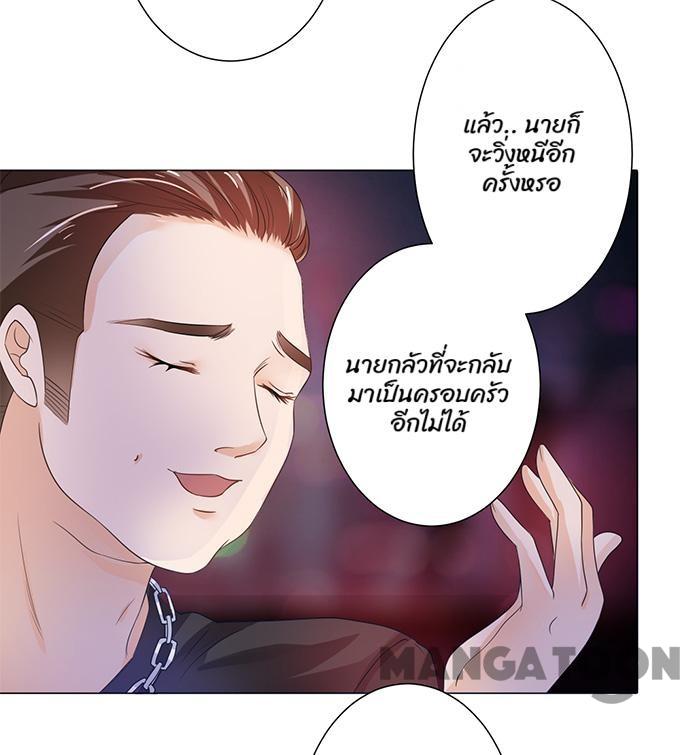 แล้ว.. นายก็
จะวิ่งหนีอีก
ครั้งหรอ
นายกลัวที่จะกลับ
มาเป็นครอบครัว
อีกไม่ได้
MANGATOON